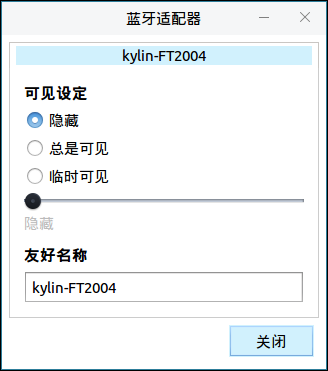 蓝牙适配器
kylin-FT2004
可见设定
隐藏
总是可见
临时可见
隐藏
友好名称
kylin-FT2004
关闭